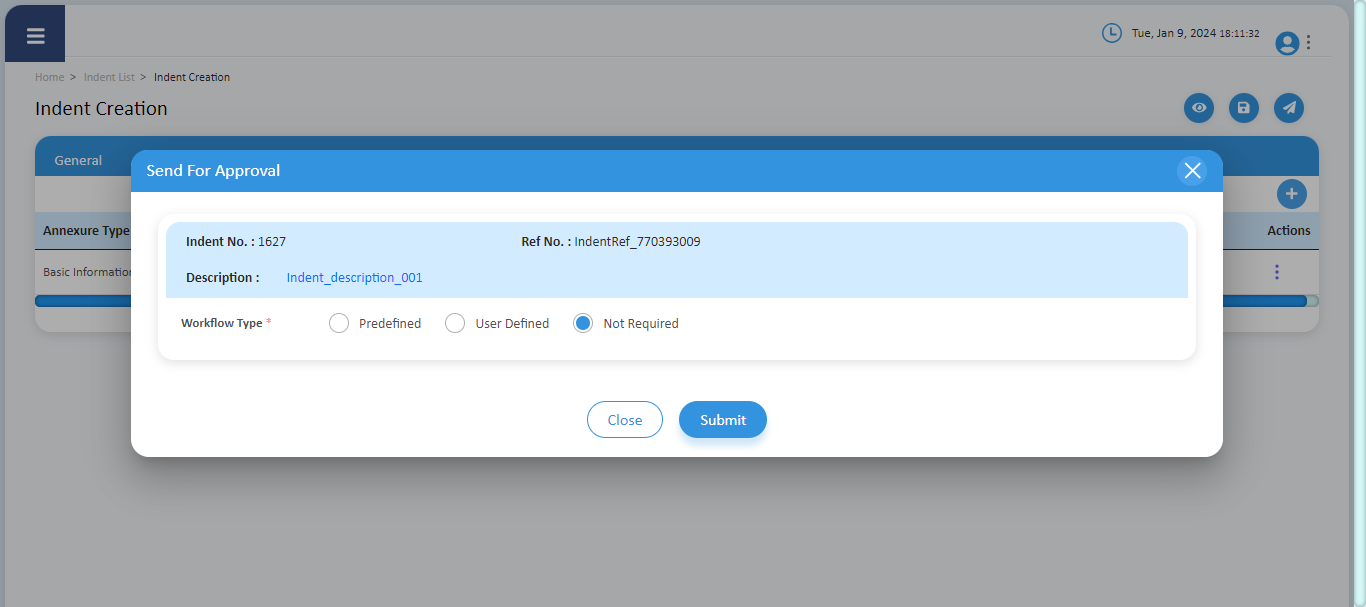 Tue, Jan 9, 2024 18:11:32
Home > Indent List > Indent Creation
Indent Creation
General
Send For Approval
Annexure Type
Actions
Indent No. : 1627
Ref No. : IndentRef_770393009
Basic Information
Description : Indent_description_001
Workflow Type * Predefined User Defined Not Required
Close Submit